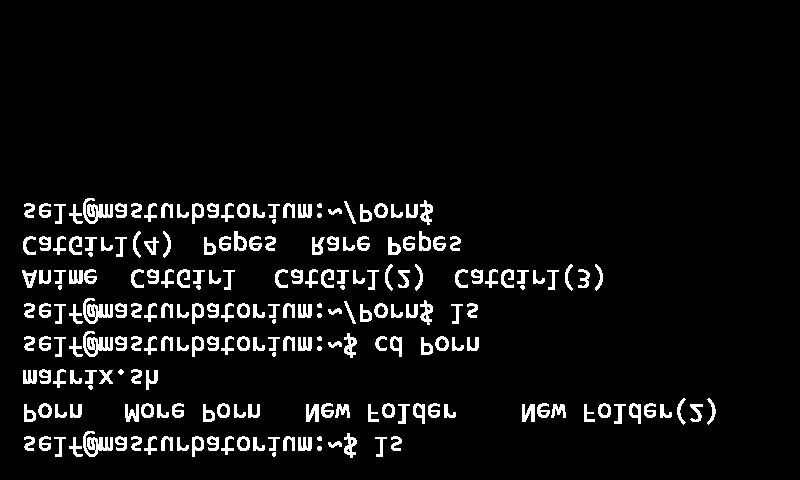 self@masturbatorium:~$ ls
Porn   More Porn   New Folder     New Folder(2)
matrix.sh
self@masturbatorium:~$ cd Porn
self@masturbatorium:~/Porn$ ls
Anime  CatGirl   CatGirl(2)  CatGirl(3)
CatGirl(4)  Pepes  Rare Pepes
self@masturbatorium:~/Porn$